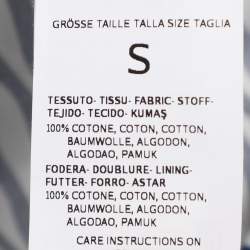 GRÖSSE TAILLE TALLA SIZE TAGLIA
S
TESSUTO- TISSU- FABRIC- STOFF-
TEJIDO- TECIDO- KUMAŞ
100% COTONE, COTON, COTTON,
BAUMWOLLE, ALGODON,
ALGODAO, PAMUK
FODERA- DOUBLURE- LINING-
FUTTER- FORRO- ASTAR
100% COTONE, COTON, COTTON,
BAUMWOLLE, ALGODON,
ALGODAO, PAMUK
CARE INSTRUCTIONS ON